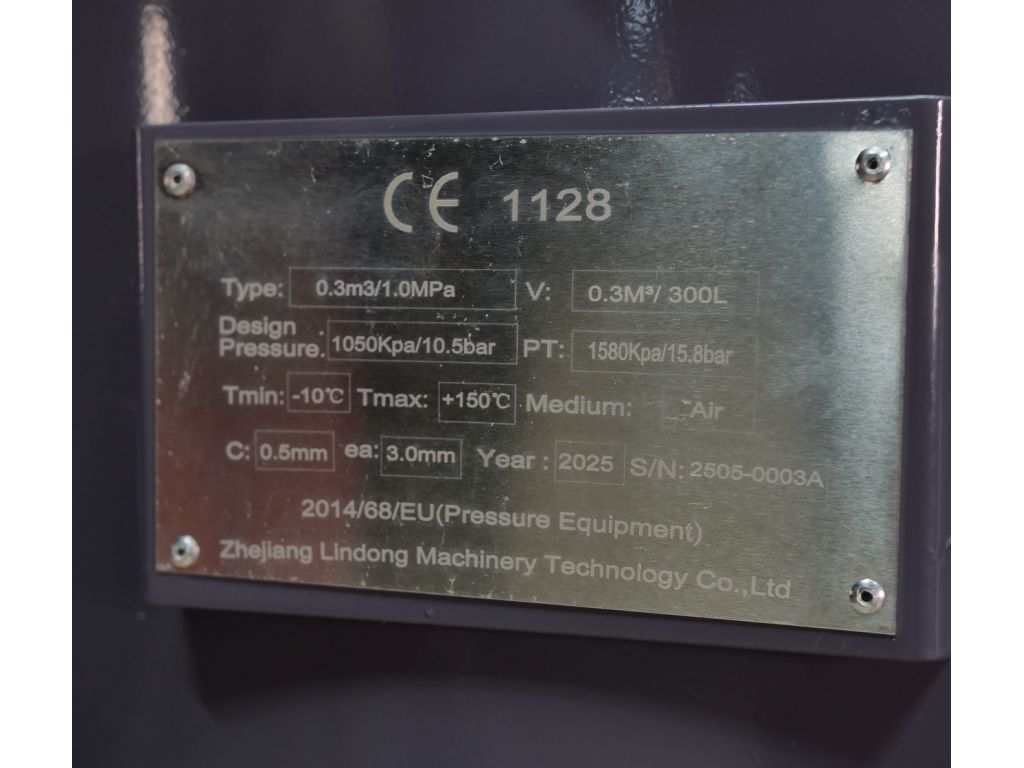 CE 1128
Type: 0.3m3/1.0MPa V: 0.3M³/ 300L
Design
Pressure. 1050Kpa/10.5bar PT: 1580Kpa/15.8bar
Tmin: -10℃ Tmax: +150℃ Medium: Air
C: 0.5mm ea: 3.0mm Year : 2025 S/N: 2505-0003A
2014/68/EU(Pressure Equipment)
Zhejiang Lindong Machinery Technology Co.,Ltd